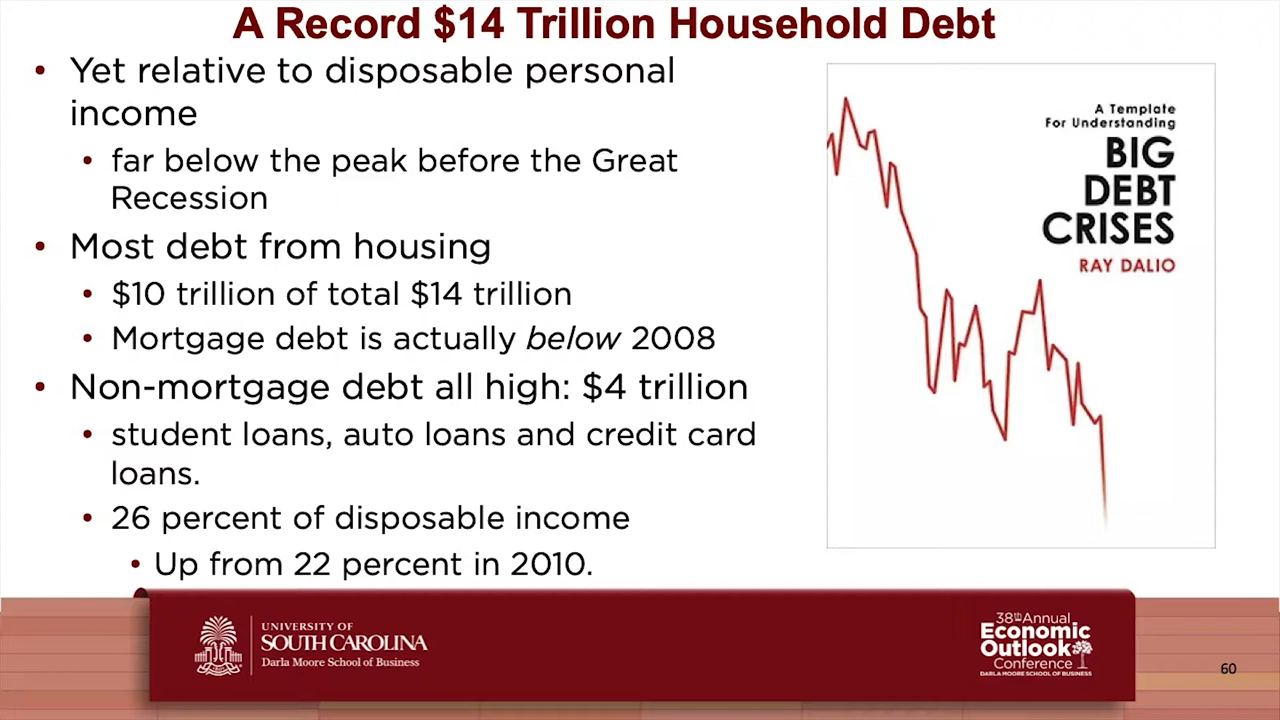 A Record $14 Trillion Household Debt
• Yet relative to disposable personal
income
• far below the peak before the Great
Recession
• Most debt from housing
• $10 trillion of total $14 trillion
• Mortgage debt is actually below 2008
• Non-mortgage debt all high: $4 trillion
• student loans, auto loans and credit card
loans.
• 26 percent of disposable income
• Up from 22 percent in 2010.
A Template
For Understanding
BIG
DEBT
CRISES
RAY DALIO
UNIVERSITY OF
SOUTH CAROLINA
Darla Moore School of Business
38th Annual
Economic
Outlook
Conference
DARLA MOORE SCHOOL OF BUSINESS
60